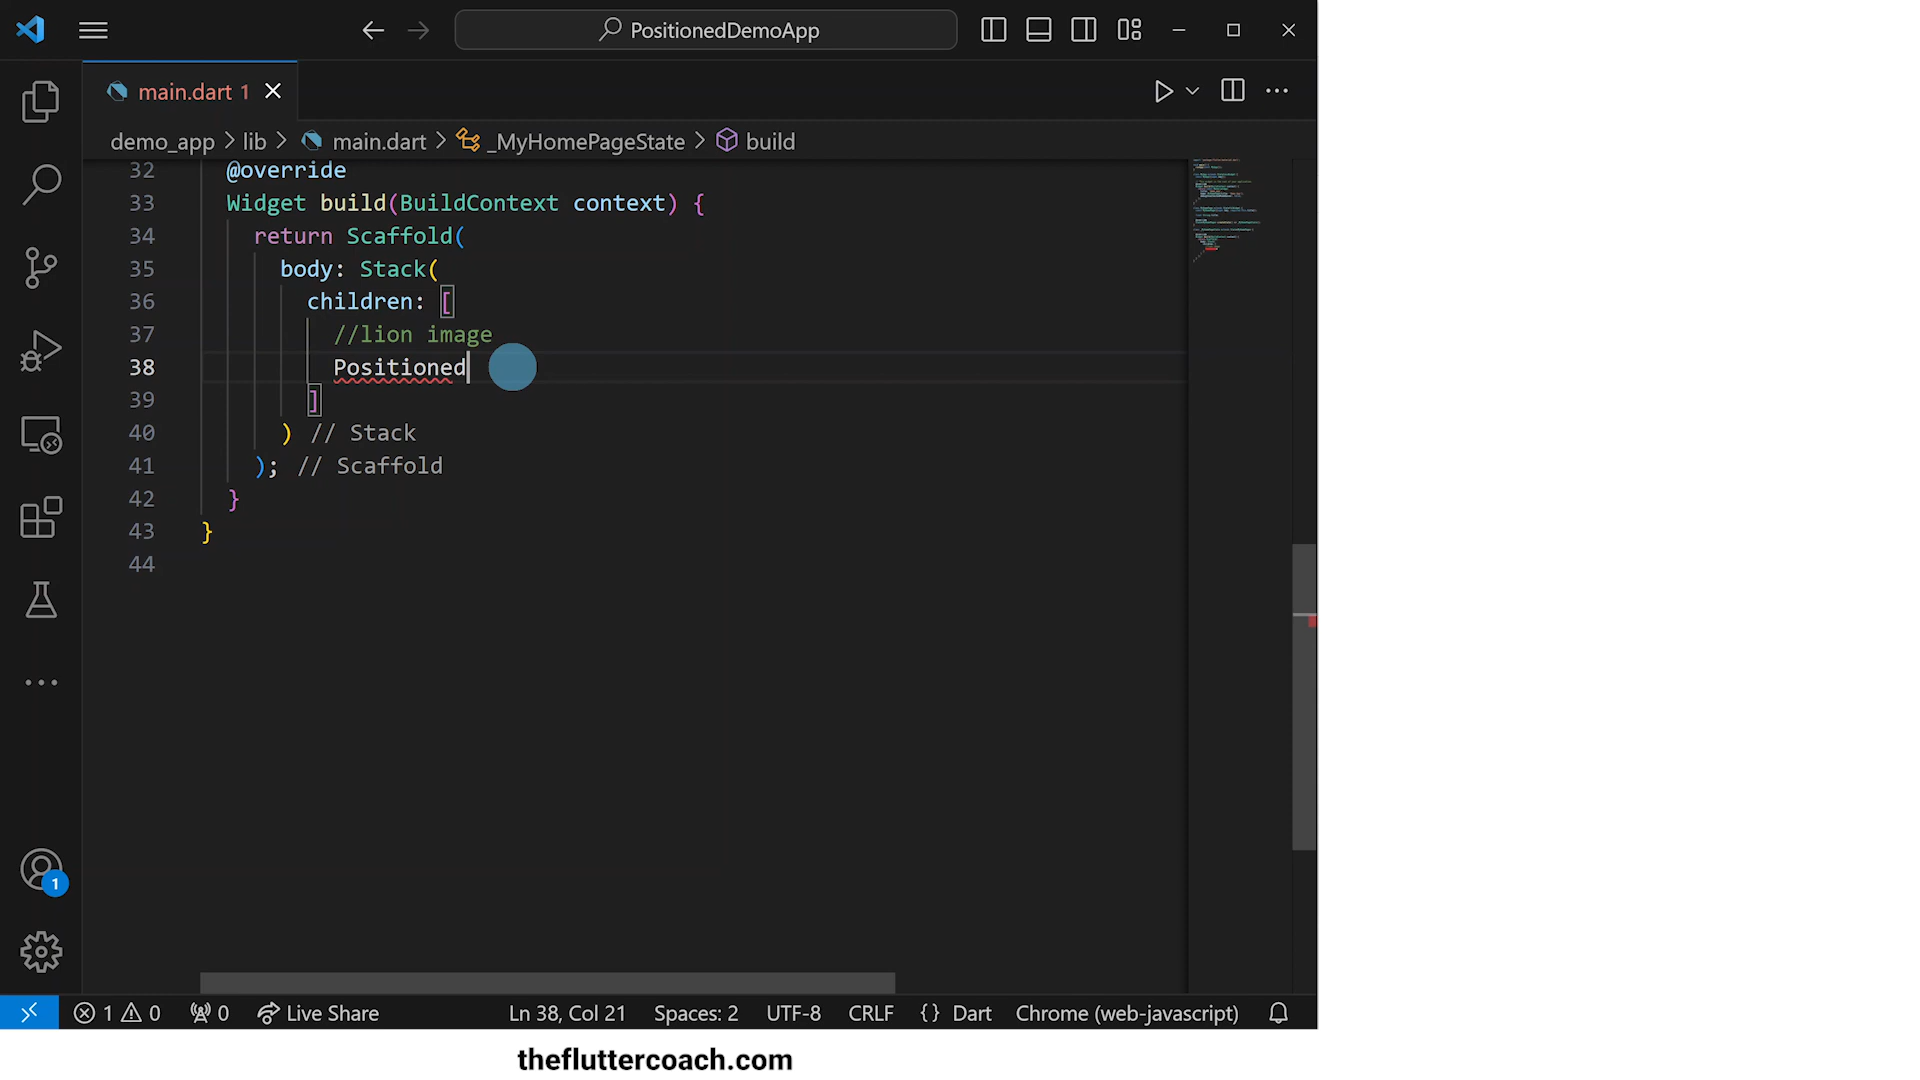 PositionedDemoApp
main.dart 1
demo_app > lib > main.dart > _MyHomePageState > build
32 @override
33 Widget build(BuildContext context) {
34 return Scaffold(
35 body: Stack(
36 children: [
37 //lion image
38 Positioned
39 ]
40 ) // Stack
41 ); // Scaffold
42 }
43 }
44
1
1 0 0 Live Share Ln 38, Col 21 Spaces: 2 UTF-8 CRLF {} Dart Chrome (web-javascript)
thefluttercoach.com